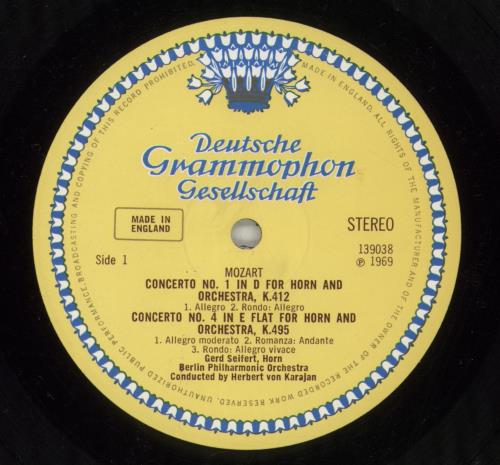 Deutsche
Grammophon
Gesellschaft
MADE IN
ENGLAND
STEREO
139038
Ⓟ 1969
Side 1
MOZART
CONCERTO NO. 1 IN D FOR HORN AND
ORCHESTRA, K.412
1. Allegro 2. Rondo: Allegro
CONCERTO NO. 4 IN E FLAT FOR HORN AND
ORCHESTRA, K.495
1. Allegro moderato 2. Romanza: Andante
3. Rondo: Allegro vivace
Gerd Seifert, Horn
Berlin Philharmonic Orchestra
Conducted by Herbert von Karajan
MADE IN ENGLAND. ALL RIGHTS OF THE MANUFACTURER AND OF THE OWNER OF THE RECORDED WORK RESERVED. UNAUTHORIZED PUBLIC PERFORMANCE, BROADCASTING AND COPYING OF THIS RECORD PROHIBITED.